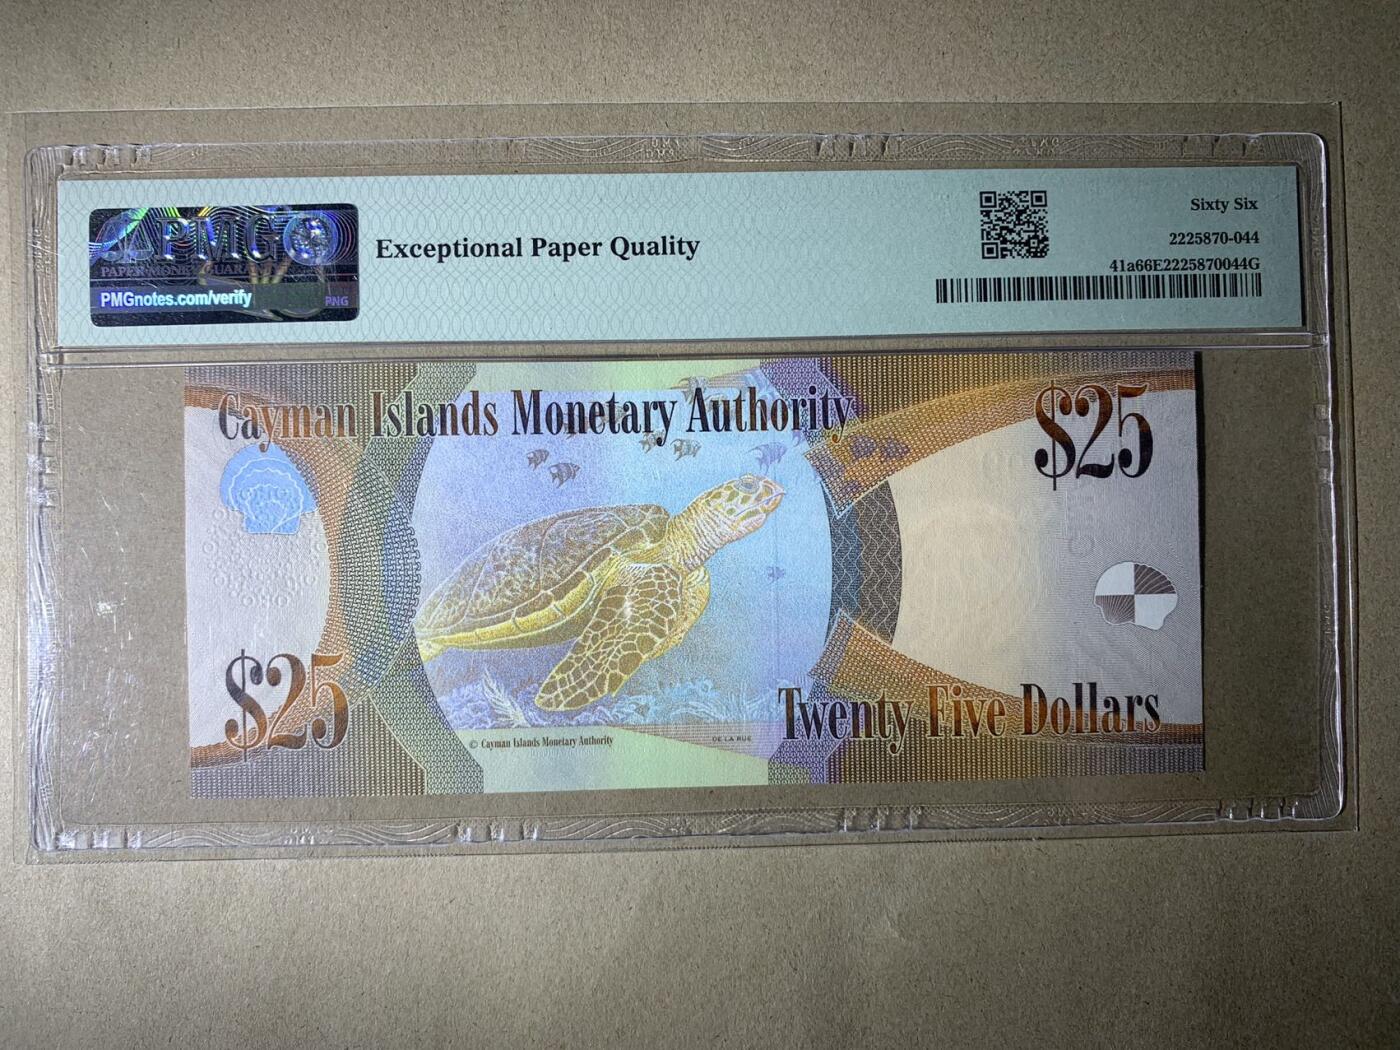 PMG
PAPER MONEY GUARANTY
PMGnotes.com/verify
PNG
Exceptional Paper Quality
Sixty Six
2225870-044
41a66E2225870044G
Cayman Islands Monetary Authority
$25
$25
Twenty Five Dollars
© Cayman Islands Monetary Authority
DE LA RUE